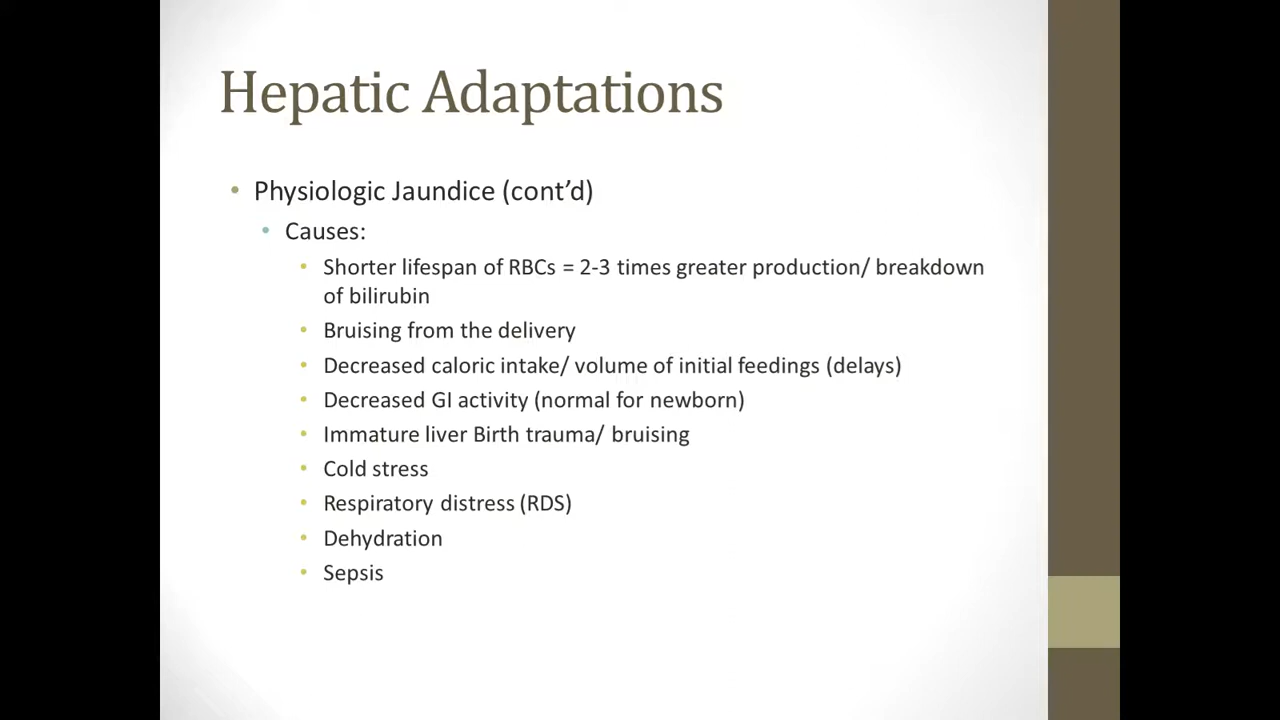 Hepatic Adaptations
• Physiologic Jaundice (cont’d)
• Causes:
• Shorter lifespan of RBCs = 2-3 times greater production/ breakdown
of bilirubin
• Bruising from the delivery
• Decreased caloric intake/ volume of initial feedings (delays)
• Decreased GI activity (normal for newborn)
• Immature liver Birth trauma/ bruising
• Cold stress
• Respiratory distress (RDS)
• Dehydration
• Sepsis